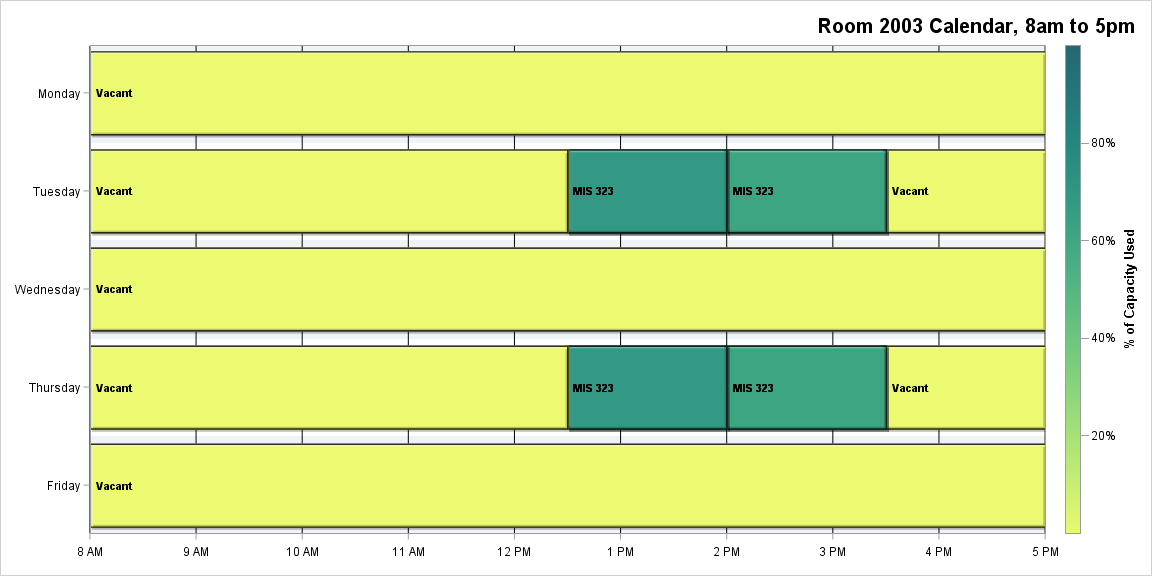 Room 2003 Calendar, 8am to 5pm
Monday
Vacant
Tuesday
Vacant
MIS 323
MIS 323
Vacant
Wednesday
Vacant
Thursday
Vacant
MIS 323
MIS 323
Vacant
Friday
Vacant
8 AM
9 AM
10 AM
11 AM
12 PM
1 PM
2 PM
3 PM
4 PM
5 PM
80%
60%
40%
20%
% of Capacity Used